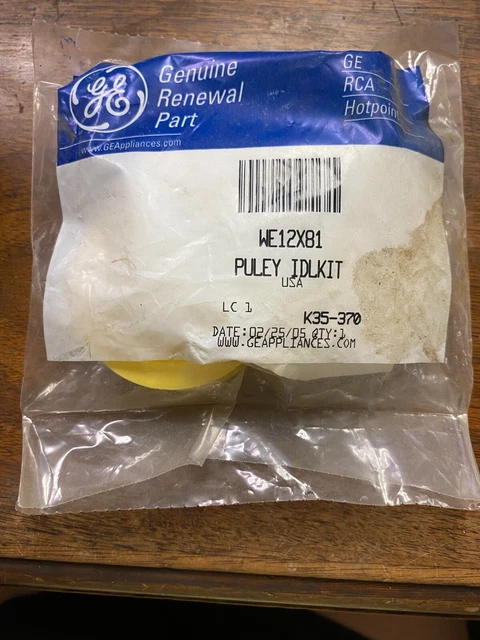 GE
Genuine
Renewal
Part
GE
RCA
Hotpoin
www.GEAppliances.com
WE12X81
PULEY IDLKIT
USA
LC 1
K35-370
DATE:02/25/05 QTY:1
WWW.GEAPPLIANCES.COM